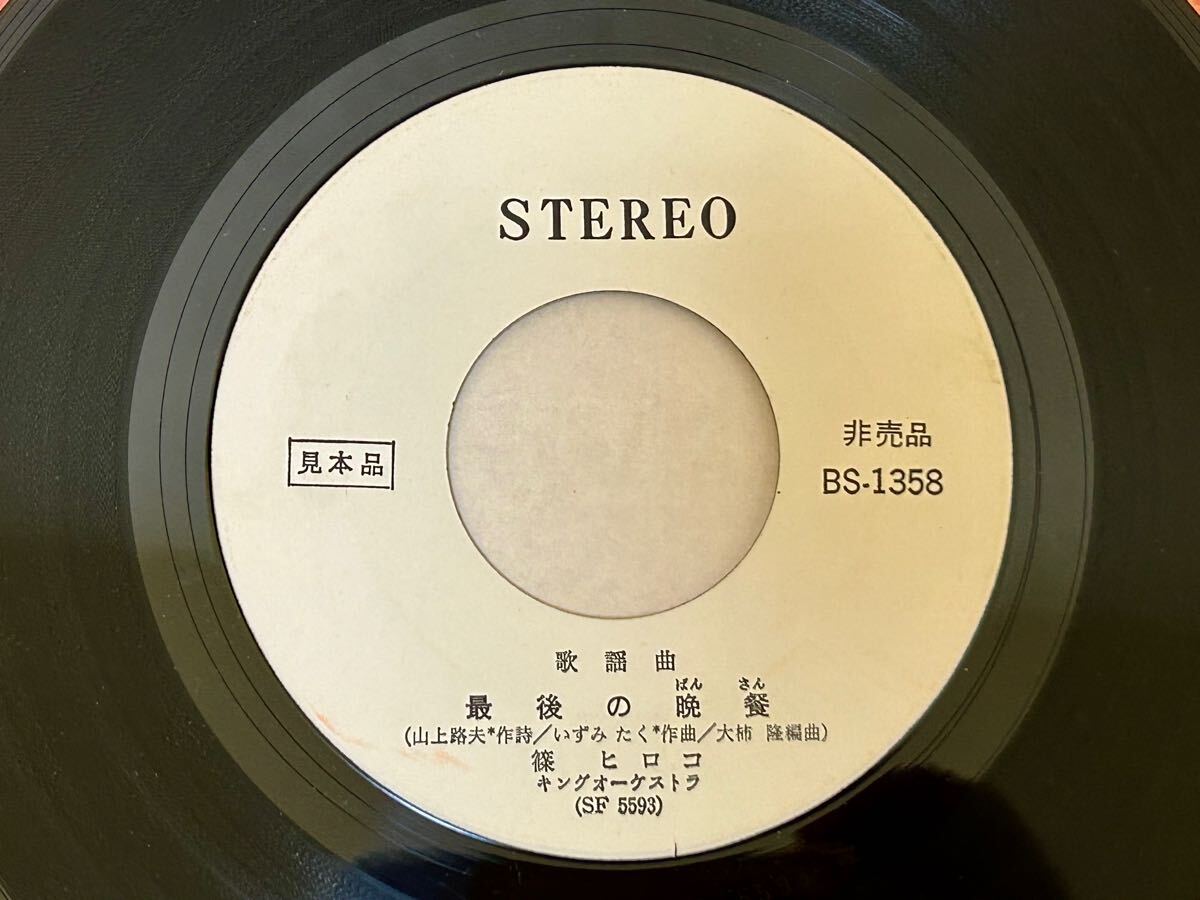 STEREO
見本品
非売品
BS-1358
歌謡曲
ばん さん
最後の晩餐
(山上路夫*作詩/いずみ たく*作曲/大柿 隆編曲)
篠 ヒロコ
キングオーケストラ
(SF 5593)